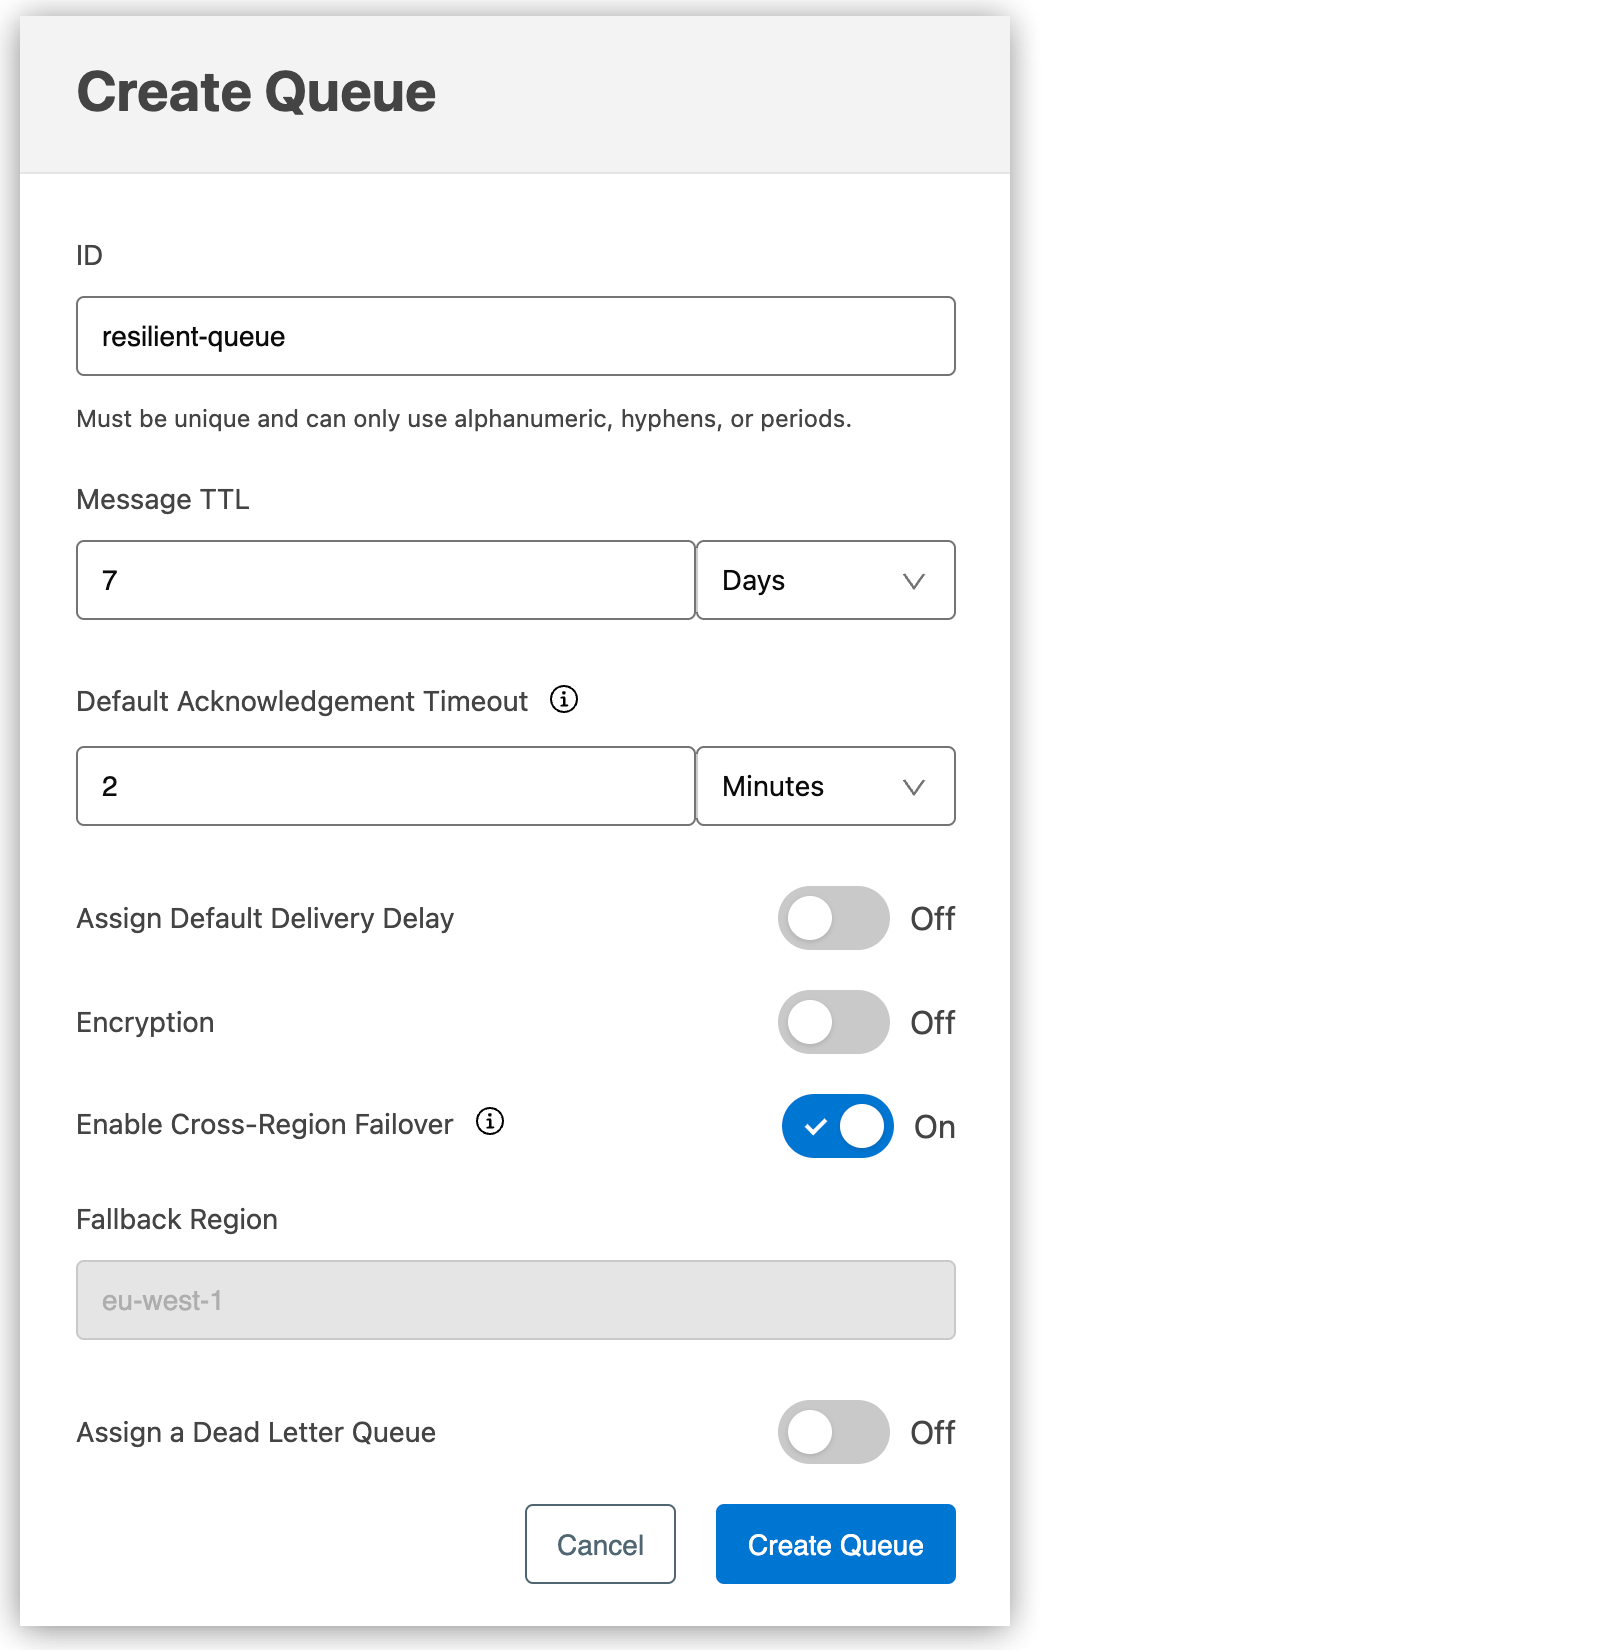 Create Queue
ID
resilient-queue
Must be unique and can only use alphanumeric, hyphens, or periods.
Message TTL
7 Days
Default Acknowledgement Timeout
2 Minutes
Assign Default Delivery Delay Off
Encryption Off
Enable Cross-Region Failover On
Fallback Region
eu-west-1
Assign a Dead Letter Queue Off
Cancel Create Queue